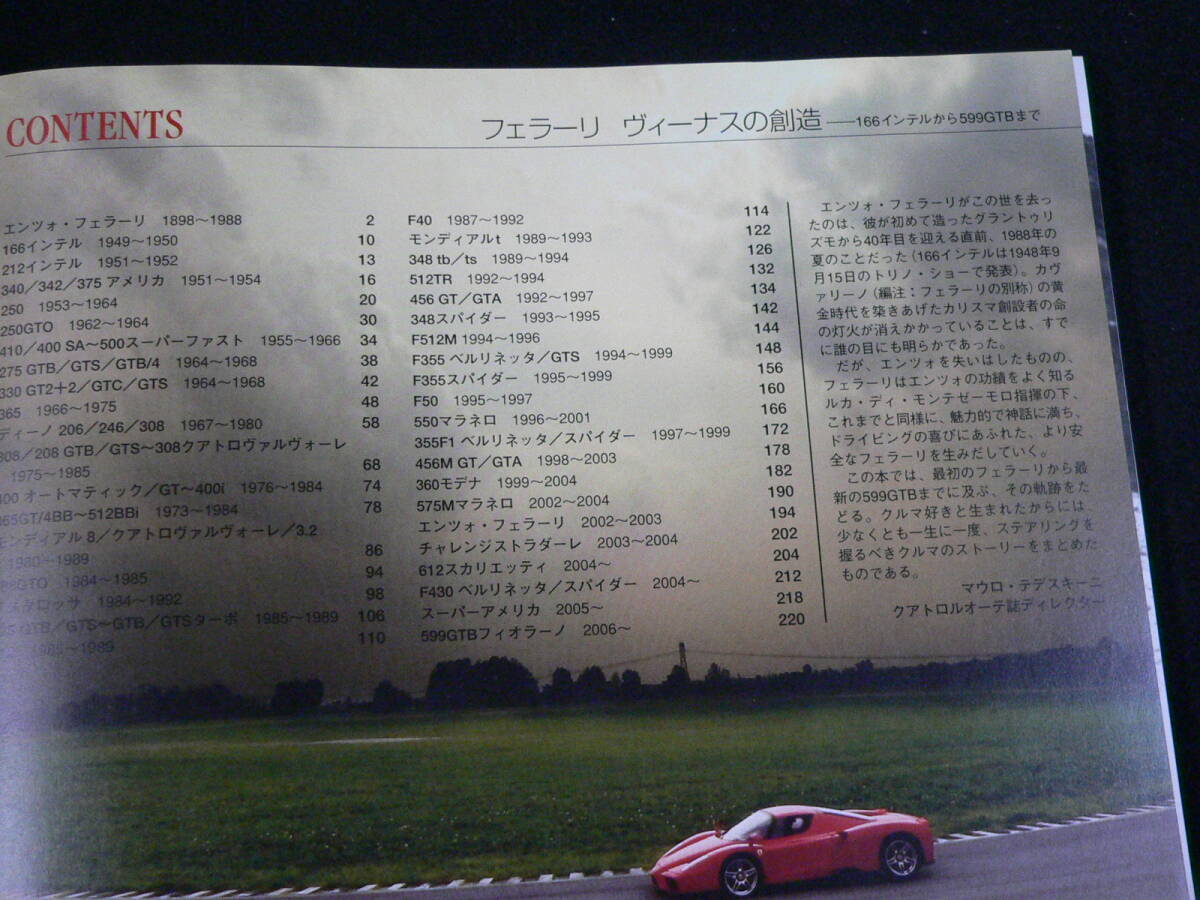 CONTENTS
フェラーリ ヴィーナスの創造――166インテルから599GTBまで
エンツォ・フェラーリ 1898〜1988 2
166インテル 1949〜1950 10
212インテル 1951〜1952 13
340／342／375 アメリカ 1951〜1954 16
250 1953〜1964 20
250GTO 1962〜1964 30
410／400 SA〜500スーパーファスト 1955〜1966 34
275 GTB／GTS／GTB/4 1964〜1968 38
330 GT2＋2／GTC／GTS 1964〜1968 42
365 1966〜1975 48
ディーノ 206／246／308 1967〜1980 58
308／208 GTB／GTS〜308クアトロヴァルヴォーレ
1975〜1985 68
400 オートマティック／GT〜400i 1976〜1984 74
365GT/4BB〜512BBi 1973〜1984 78
モンディアル 8／クアトロヴァルヴォーレ／3.2
1980〜1989 86
GTO 1984〜1985 94
テスタロッサ 1984〜1992 98
GTB／GTS〜GTB／GTSターボ 1985〜1989 106
1985〜1989 110
F40 1987〜1992 114
モンディアルt 1989〜1993 122
348 tb／ts 1989〜1994 126
512TR 1992〜1994 132
456 GT／GTA 1992〜1997 134
348スパイダー 1993〜1995 142
F512M 1994〜1996 144
F355 ベルリネッタ／GTS 1994〜1999 148
F355スパイダー 1995〜1999 156
F50 1995〜1997 160
550マラネロ 1996〜2001 166
355F1 ベルリネッタ／スパイダー 1997〜1999 172
456M GT／GTA 1998〜2003 178
360モデナ 1999〜2004 182
575Mマラネロ 2002〜2004 190
エンツォ・フェラーリ 2002〜2003 194
チャレンジストラダーレ 2003〜2004 202
612スカリエッティ 2004〜 204
F430 ベルリネッタ／スパイダー 2004〜 212
スーパーアメリカ 2005〜 218
599GTBフィオラーノ 2006〜 220
エンツォ・フェラーリがこの世を去っ
たのは、彼が初めて造ったグラントゥリ
ズモから40年目を迎える直前、1988年の
夏のことだった（166インテルは1948年9
月15日のトリノ・ショーで発表）。カヴ
ァリーノ（編注：フェラーリの別称）の黄
金時代を築きあげたカリスマ創設者の命
の灯火が消えかかっていることは、すで
に誰の目にも明らかであった。
だが、エンツォを失いはしたものの、
フェラーリはエンツォの功績をよく知る
ルカ・ディ・モンテゼーモロ指揮の下、
これまでと同様に、魅力的で神話に満ち、
ドライビングの喜びにあふれた、より安
全なフェラーリを生みだしていく。
この本では、最初のフェラーリから最
新の599GTBまでに及ぶ、その軌跡をた
どる。クルマ好きと生まれたからには、
少なくとも一生に一度、ステアリングを
握るべきクルマのストーリーをまとめた
ものである。
マウロ・テデスキーニ
クアトロルオーテ誌ディレクター